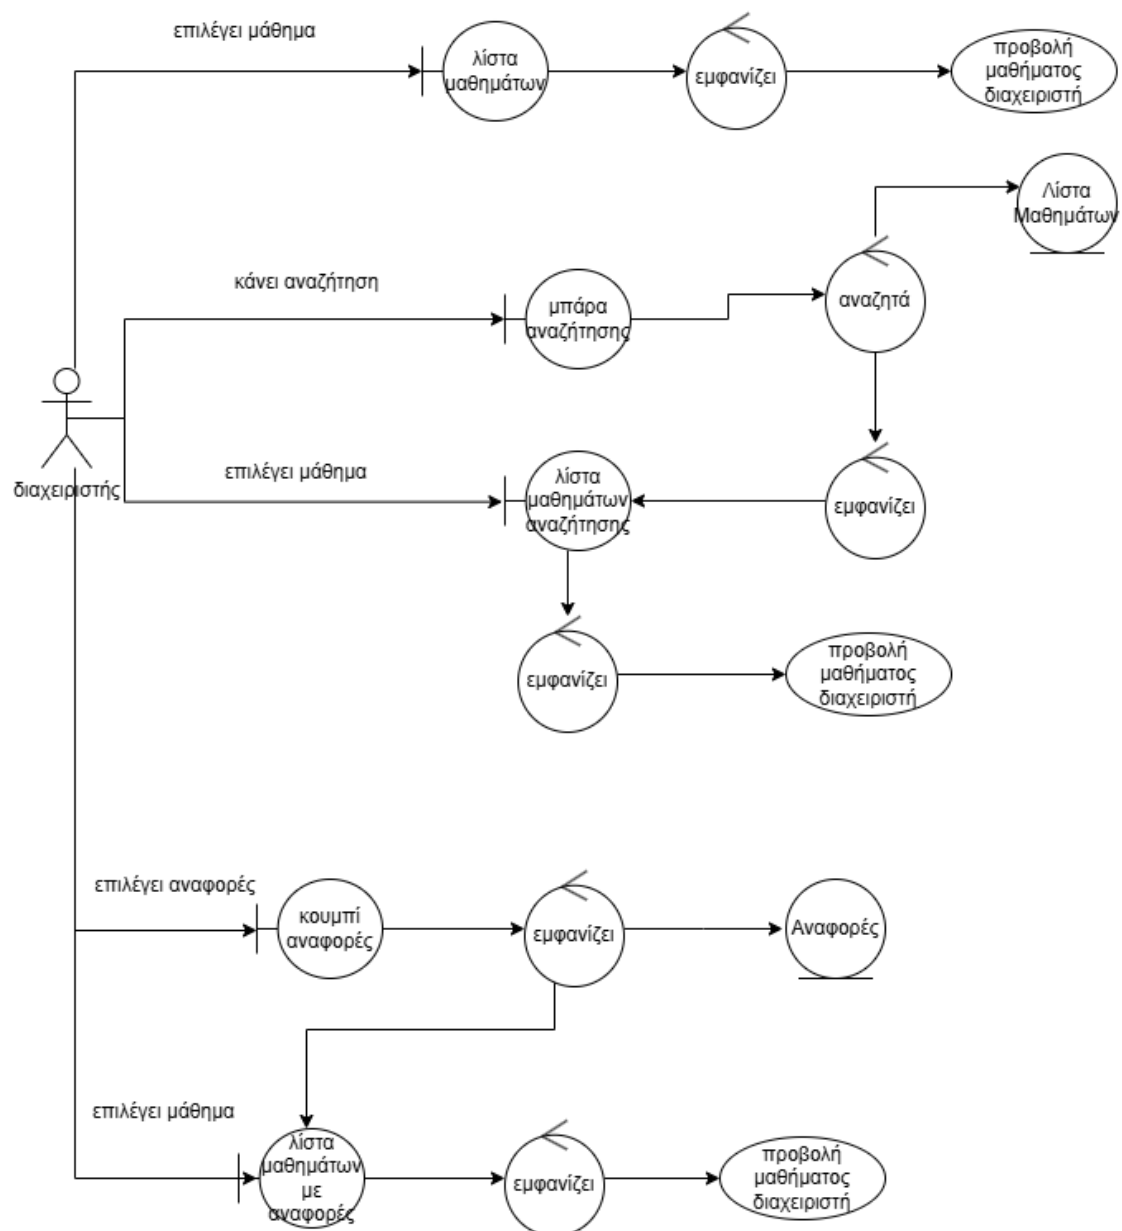 επιλέγει μάθημα
λίστα
μαθημάτων
εμφανίζει
προβολή
μαθήματος
διαχειριστή
Λίστα
Μαθημάτων
κάνει αναζήτηση
μπάρα
αναζήτησης
αναζητά
διαχειριστής
επιλέγει μάθημα
λίστα
μαθημάτων
αναζήτησης
εμφανίζει
εμφανίζει
προβολή
μαθήματος
διαχειριστή
επιλέγει αναφορές
κουμπί
αναφορές
εμφανίζει
Αναφορές
επιλέγει μάθημα
λίστα
μαθημάτων
με
αναφορές
εμφανίζει
προβολή
μαθήματος
διαχειριστή